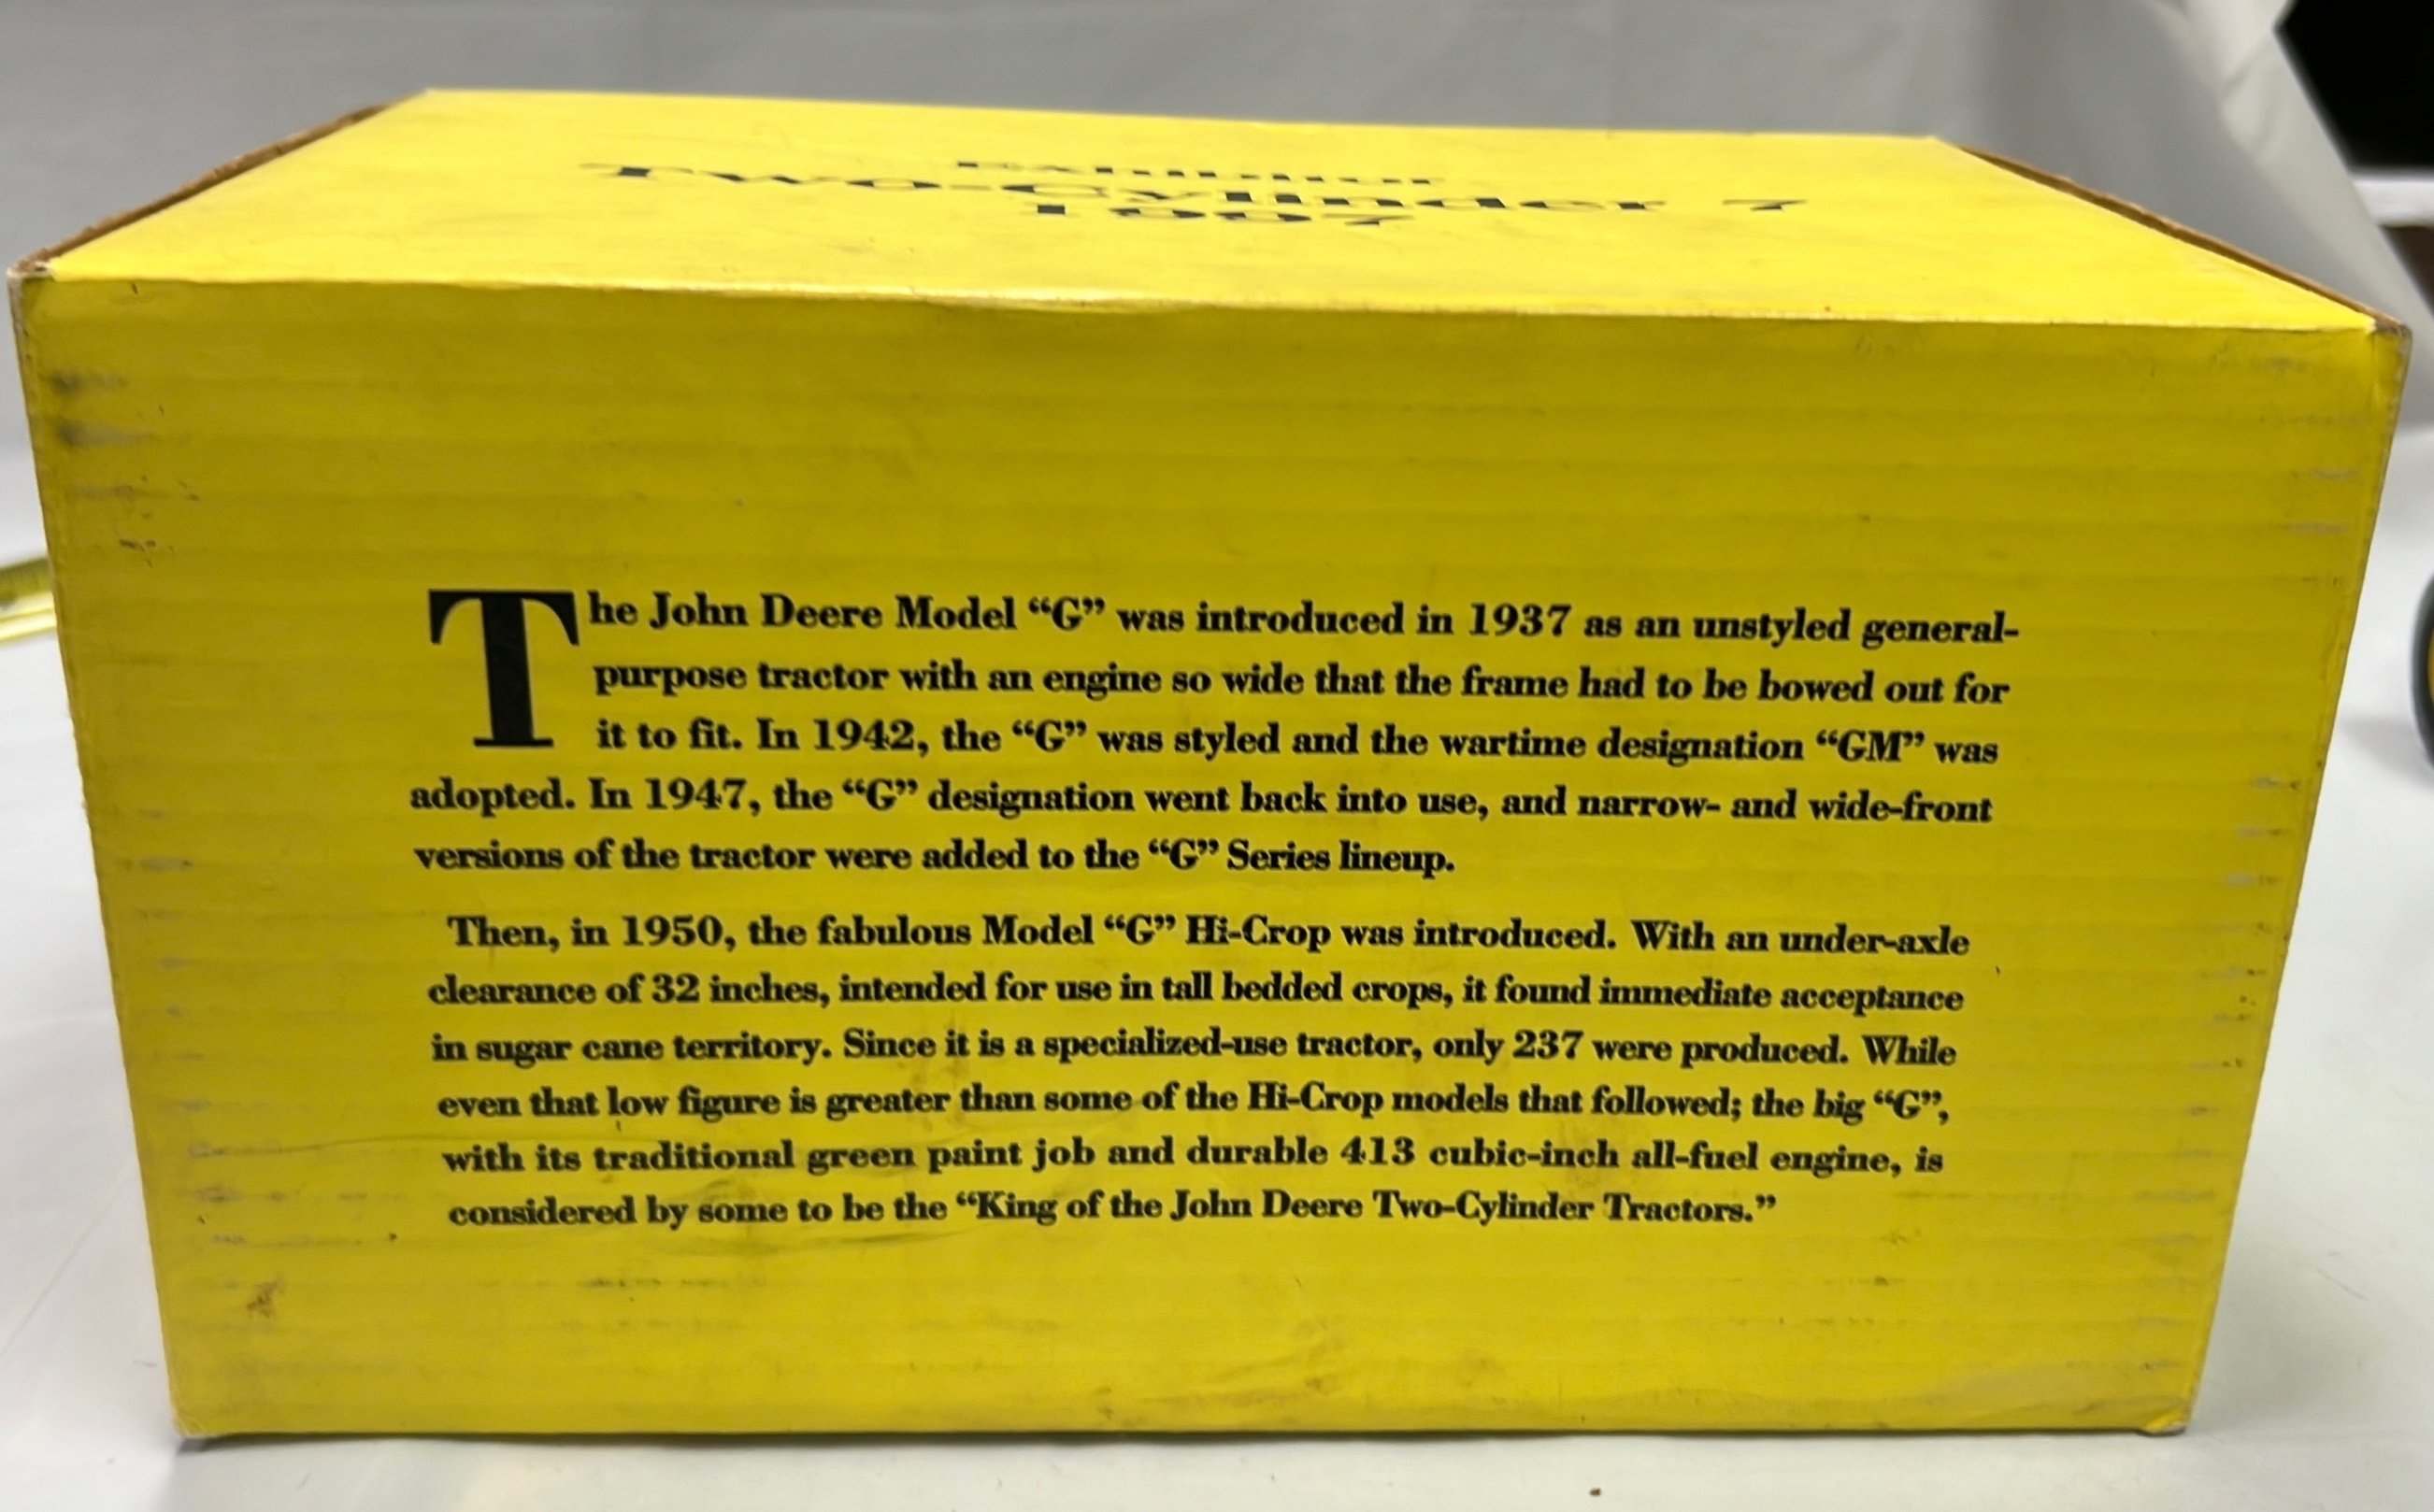 Exhibitor
Two-Cylinder 7
1997
The John Deere Model “G” was introduced in 1937 as an unstyled general-
purpose tractor with an engine so wide that the frame had to be bowed out for
it to fit. In 1942, the “G” was styled and the wartime designation “GM” was
adopted. In 1947, the “G” designation went back into use, and narrow- and wide-front
versions of the tractor were added to the “G” Series lineup.
Then, in 1950, the fabulous Model “G” Hi-Crop was introduced. With an under-axle
clearance of 32 inches, intended for use in tall bedded crops, it found immediate acceptance
in sugar cane territory. Since it is a specialized-use tractor, only 237 were produced. While
even that low figure is greater than some of the Hi-Crop models that followed; the big “G”,
with its traditional green paint job and durable 413 cubic-inch all-fuel engine, is
considered by some to be the “King of the John Deere Two-Cylinder Tractors.”